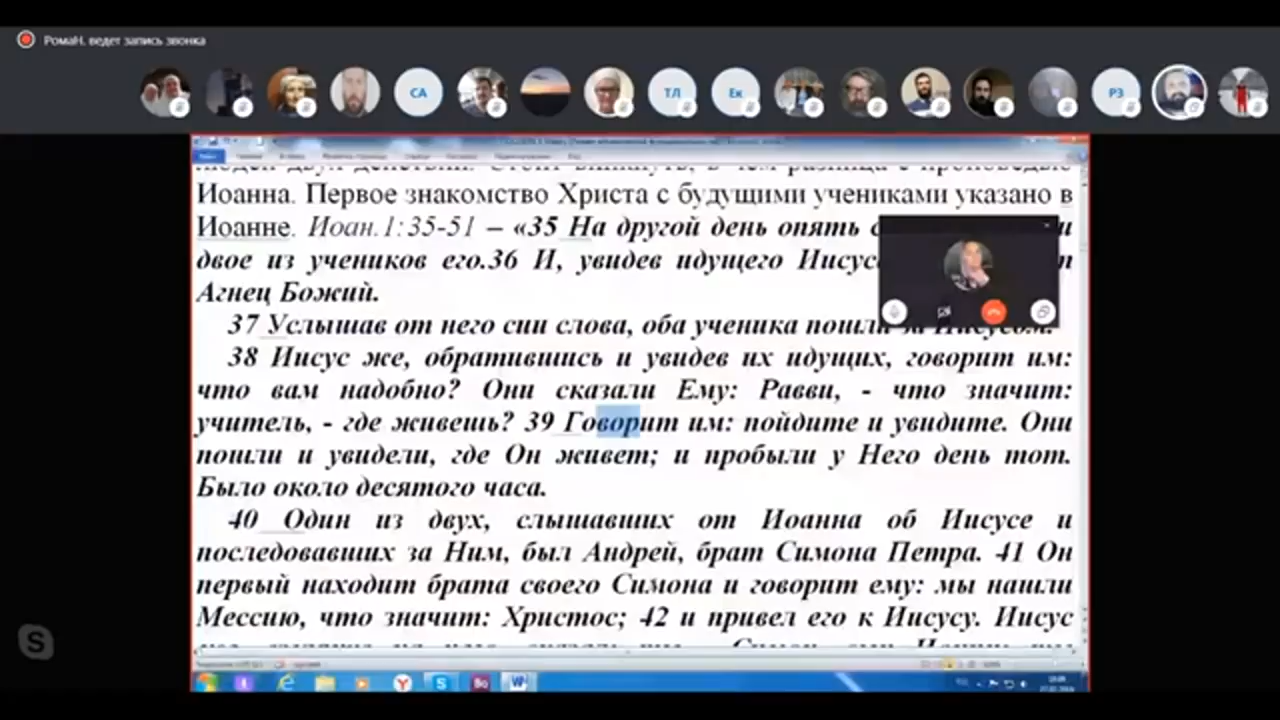 РомаН. ведет запись звонка
СА
ТЛ
Ек
РЗ
Иоанна. Первое знакомство Христа с будущими учениками указано в
Иоанне. Иоан.1:35-51 – «35 На другой день опять
двое из учеников его.36 И, увидев идущего
Агнец Божий.
37 Услышав от него сии слова, оба ученика пошли за Иисусом.
38 Иисус же, обратившись и увидев их идущих, говорит им:
что вам надобно? Они сказали Ему: Равви, - что значит:
учитель, - где живешь? 39 Говорит им: пойдите и увидите. Они
пошли и увидели, где Он живет; и пробыли у Него день тот.
Было около десятого часа.
40 Один из двух, слышавших от Иоанна об Иисусе и
последовавших за Ним, был Андрей, брат Симона Петра. 41 Он
первый находит брата своего Симона и говорит ему: мы нашли
Мессию, что значит: Христос; 42 и привел его к Иисусу. Иисус